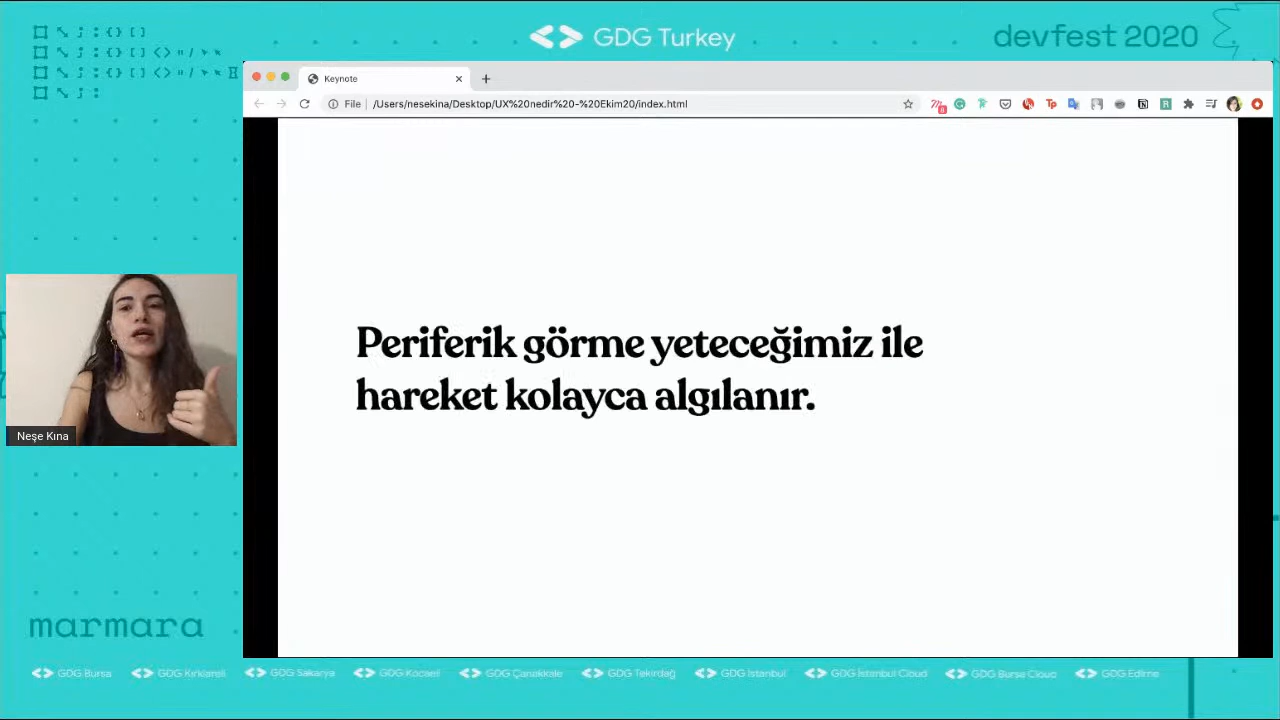 GDG Turkey
devfest 2020
Keynote
File
/Users/nesekina/Desktop/UX%20nedir%20-%20Ekim20/index.html
Periferik görme yeteceğimiz ile
hareket kolayca algılanır.
Neşe Kına
marmara
GDG Bursa
GDG Kırklareli
GDG Sakarya
GDG Kocaeli
GDG Çanakkale
GDG Tekirdağ
GDG Istanbul
GDG İstanbul Cloud
GDG Bursa Cloud
GDG Edirne